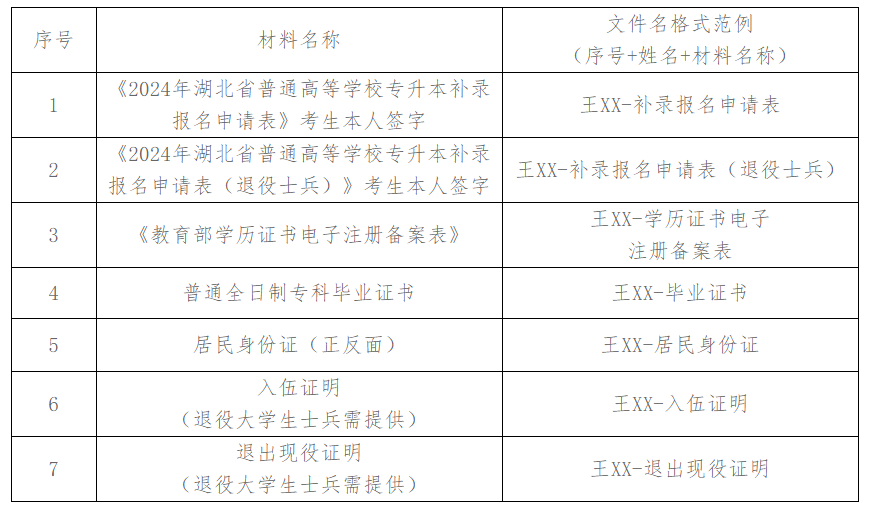 序号
材料名称
文件名格式范例
（序号+姓名+材料名称）
1
《2024年湖北省普通高等学校专升本补录
报名申请表》考生本人签字
王XX-补录报名申请表
2
《2024年湖北省普通高等学校专升本补录
报名申请表（退役士兵）》考生本人签字
王XX-补录报名申请表（退役士兵）
3
《教育部学历证书电子注册备案表》
王XX-学历证书电子
注册备案表
4
普通全日制专科毕业证书
王XX-毕业证书
5
居民身份证（正反面）
王XX-居民身份证
6
入伍证明
（退役大学生士兵需提供）
王XX-入伍证明
7
退出现役证明
（退役大学生士兵需提供）
王XX-退出现役证明